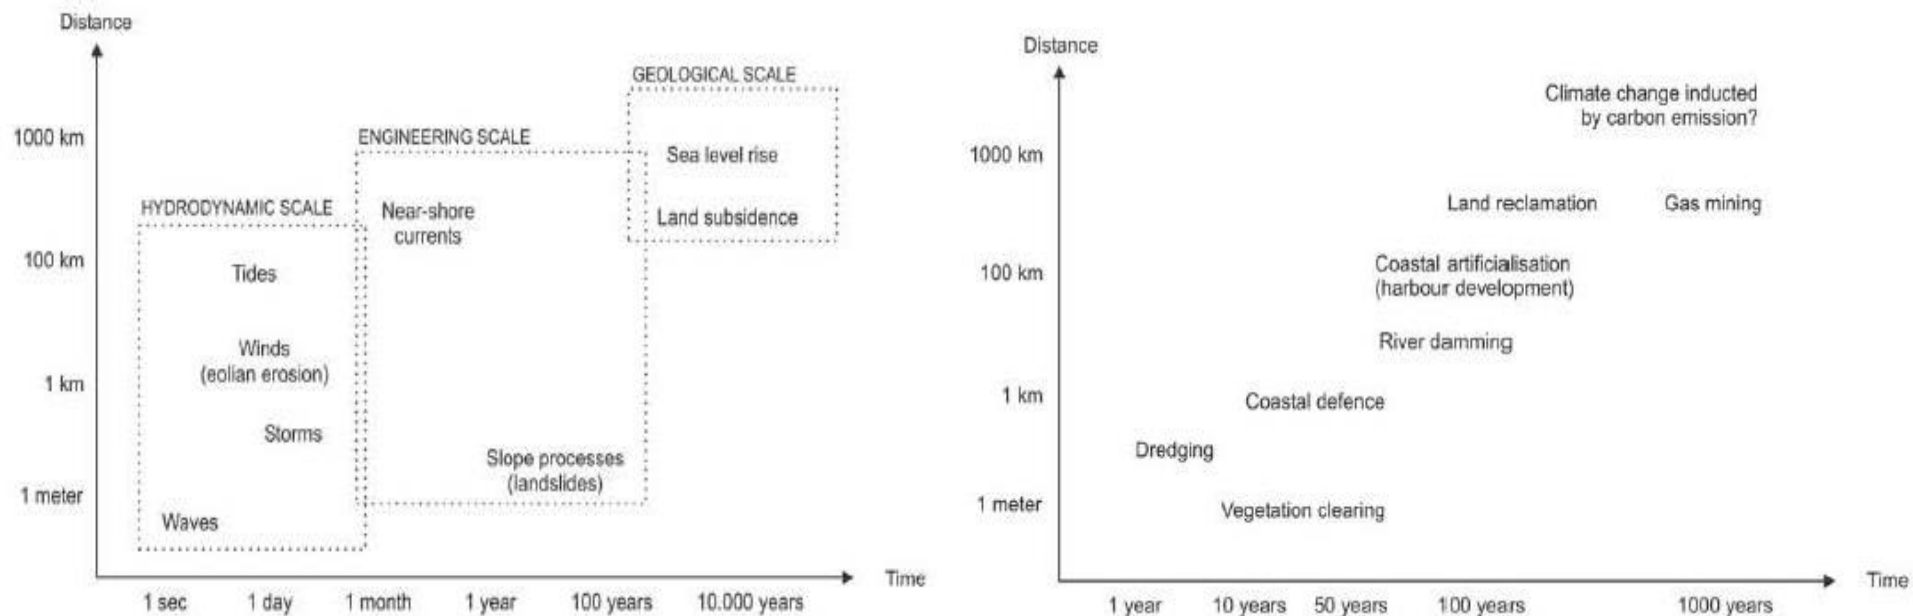 Distance
GEOLOGICAL SCALE
1000 km
ENGINEERING SCALE
Sea level rise
HYDRODYNAMIC SCALE
Near-shore
currents
Land subsidence
100 km
Tides
Winds
(eolian erosion)
1 km
Storms
Slope processes
(landslides)
1 meter
Waves
Time
1 sec 1 day 1 month 1 year 100 years 10.000 years
Distance
Climate change inducted
by carbon emission?
1000 km
Land reclamation Gas mining
Coastal artificialisation
(harbour development)
100 km
River damming
1 km
Coastal defence
Dredging
1 meter
Vegetation clearing
Time
1 year 10 years 50 years 100 years 1000 years